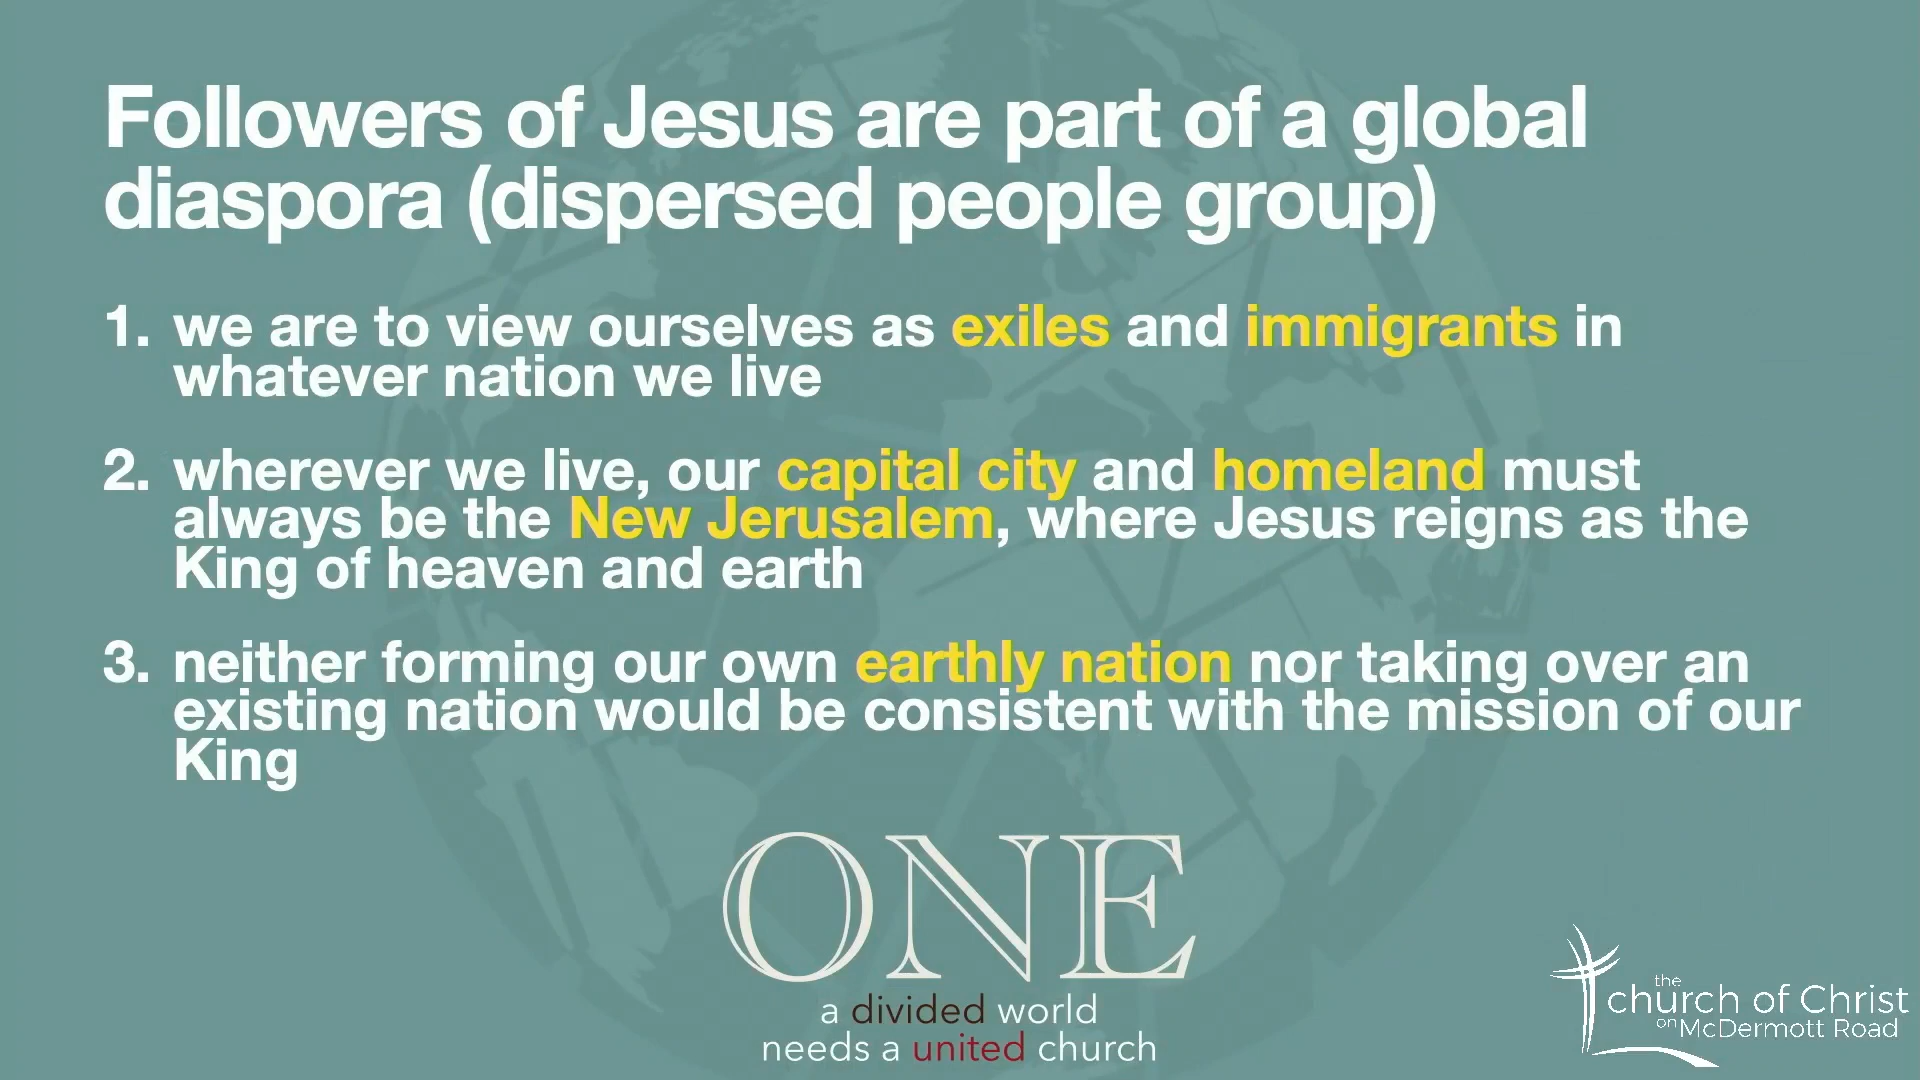 Followers of Jesus are part of a global
diaspora (dispersed people group)
1. we are to view ourselves as exiles and immigrants in
whatever nation we live
2. wherever we live, our capital city and homeland must
always be the New Jerusalem, where Jesus reigns as the
King of heaven and earth
3. neither forming our own earthly nation nor taking over an
existing nation would be consistent with the mission of our
King
ONE
a divided world
needs a united church
the
church of Christ
on McDermott Road